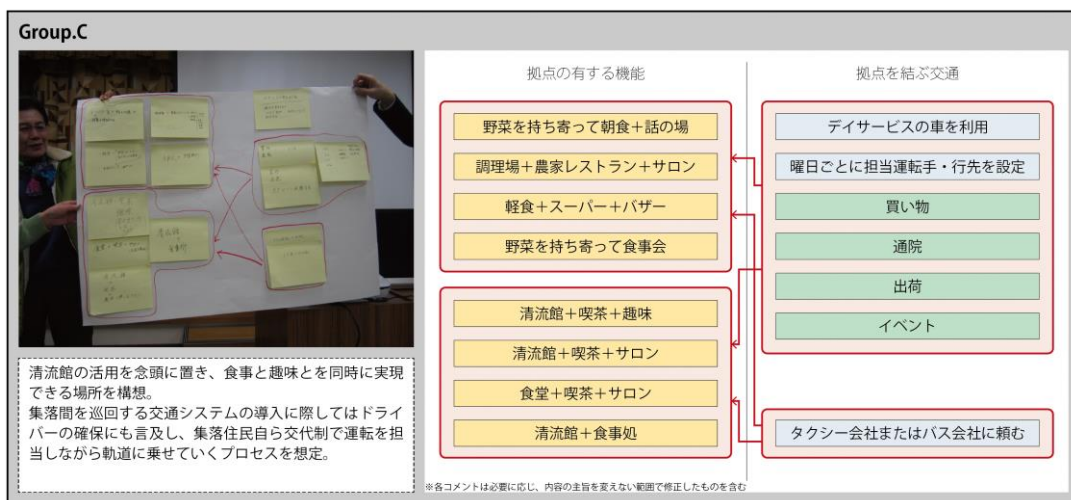 Group.C
拠点の有する機能
拠点を結ぶ交通
野菜を持ち寄って朝食＋話の場
調理場＋農家レストラン＋サロン
軽食＋スーパー＋バザー
野菜を持ち寄って食事会
清流館＋喫茶＋趣味
清流館＋喫茶＋サロン
食堂＋喫茶＋サロン
清流館＋食事処
デイサービスの車を利用
曜日ごとに担当運転手・行先を設定
買い物
通院
出荷
イベント
タクシー会社またはバス会社に頼む
清流館の活用を念頭に置き、食事と趣味とを同時に実現
できる場所を構想。
集落間を巡回する交通システムの導入に際してはドライ
バーの確保にも言及し、集落住民自ら交代制で運転を担
当しながら軌道に乗せていくプロセスを想定。
※各コメントは必要に応じ、内容の主旨を変えない範囲で修正したものを含む